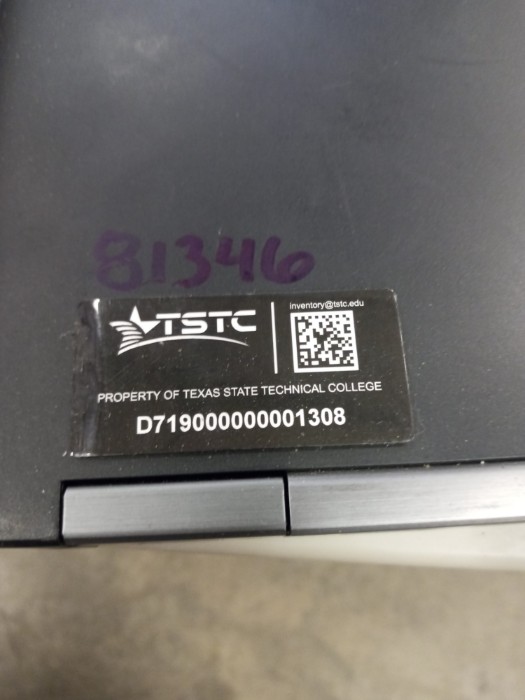 81346
TSTC
inventory@tstc.edu
PROPERTY OF TEXAS STATE TECHNICAL COLLEGE
D719000000001308